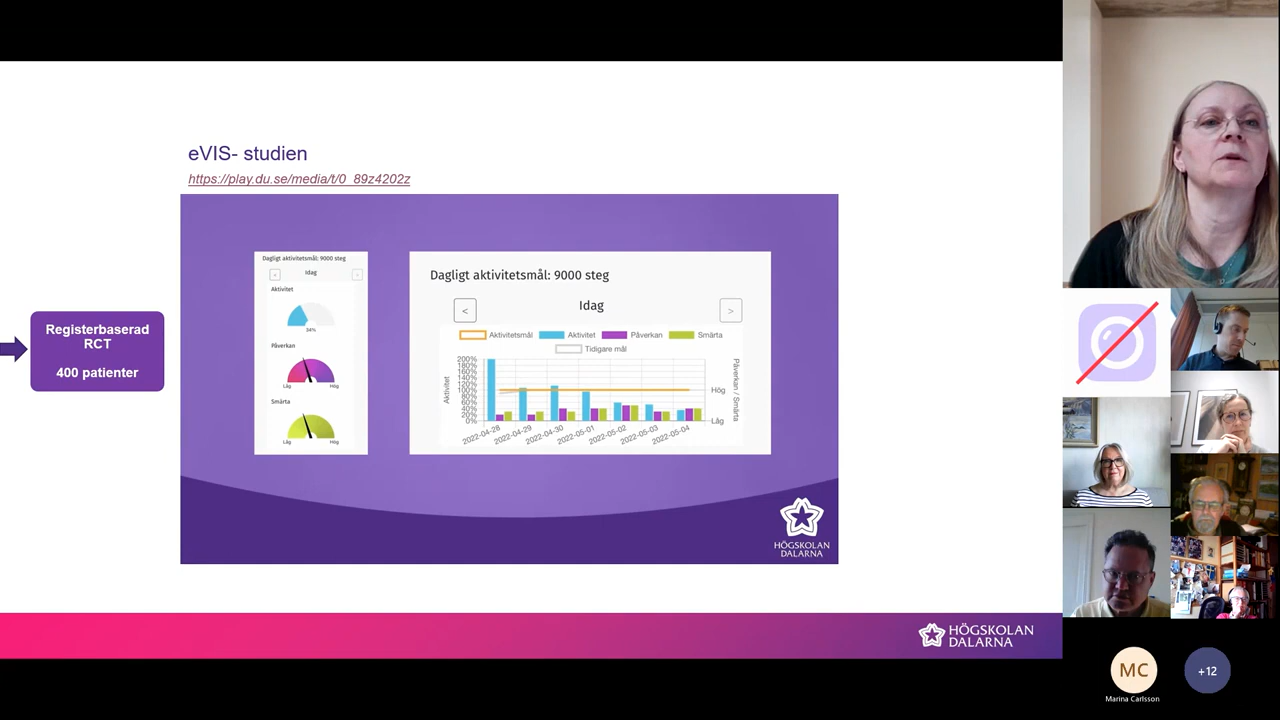 eVIS- studien
https://play.du.se/media/t/0_89z4202z
Registerbaserad
RCT
400 patienter
Dagligt aktivitetsmål: 9000 steg
<
Idag
>
Aktivitet
34%
Påverkan
Låg
Hög
Smärta
Låg
Hög
Dagligt aktivitetsmål: 9000 steg
<
Idag
>
Aktivitetsmål
Aktivitet
Påverkan
Smärta
Tidigare mål
Aktivitet
200%
180%
160%
140%
120%
100%
80%
60%
40%
20%
0%
Hög
Låg
Påverkan / Smärta
2022-04-28
2022-04-29
2022-04-30
2022-05-01
2022-05-02
2022-05-03
2022-05-04
HÖGSKOLAN
DALARNA
HÖGSKOLAN
DALARNA
MC
Marina Carlsson
+12